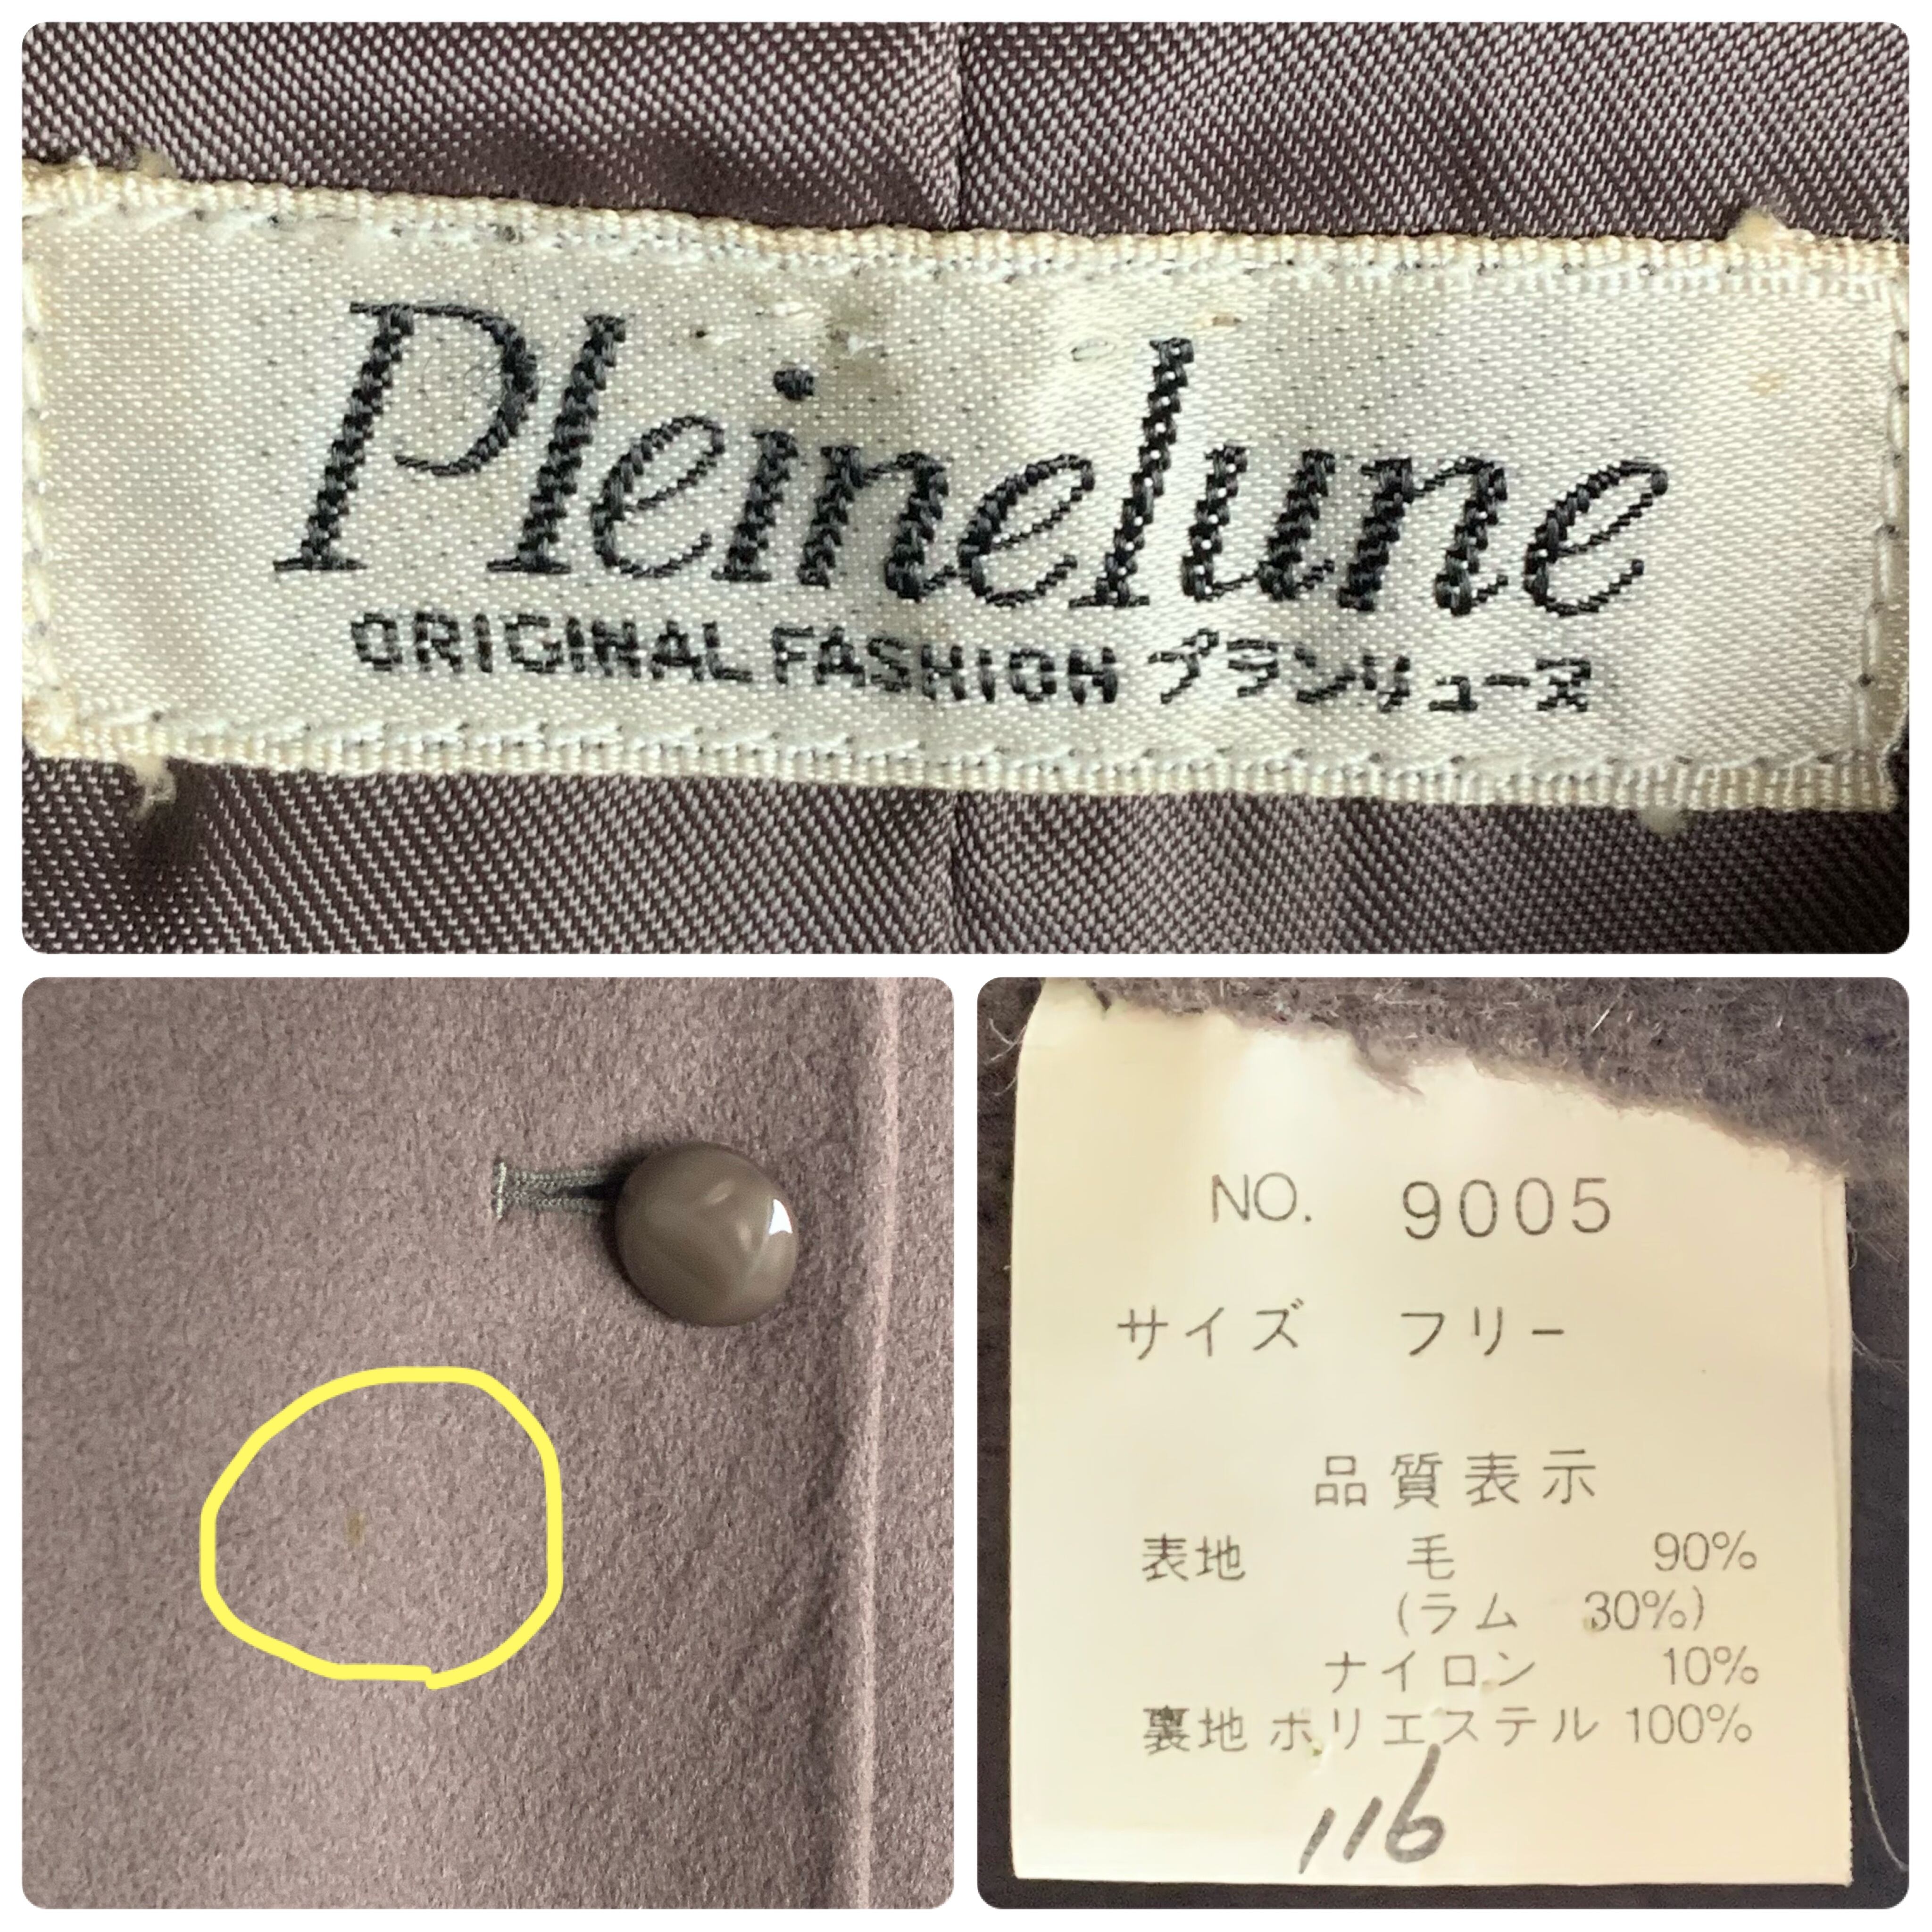 Pleinelune
ORIGINAL FASHION プランリューヌ
NO. 9005
サイズ フリー
品質表示
表地 毛 90%
(ラム 30%)
ナイロン 10%
裏地 ポリエステル 100%
116